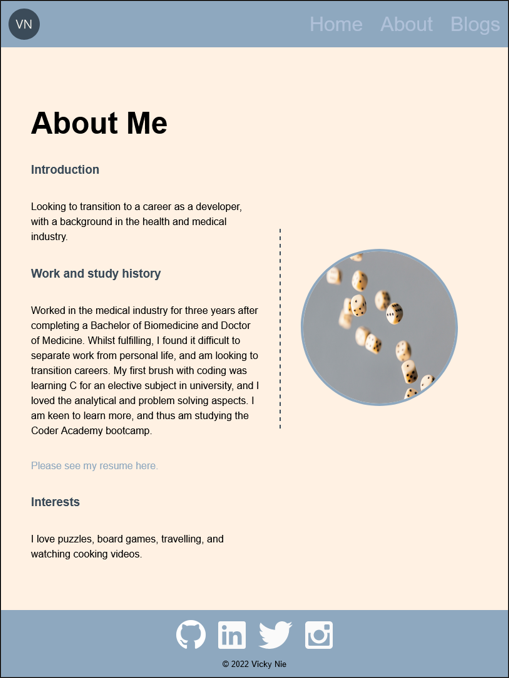 VN
Home About Blogs
About Me
Introduction
Looking to transition to a career as a developer,
with a background in the health and medical
industry.
Work and study history
Worked in the medical industry for three years after
completing a Bachelor of Biomedicine and Doctor
of Medicine. Whilst fulfilling, I found it difficult to
separate work from personal life, and am looking to
transition careers. My first brush with coding was
learning C for an elective subject in university, and I
loved the analytical and problem solving aspects. I
am keen to learn more, and thus am studying the
Coder Academy bootcamp.
Please see my resume here.
Interests
I love puzzles, board games, travelling, and
watching cooking videos.
© 2022 Vicky Nie